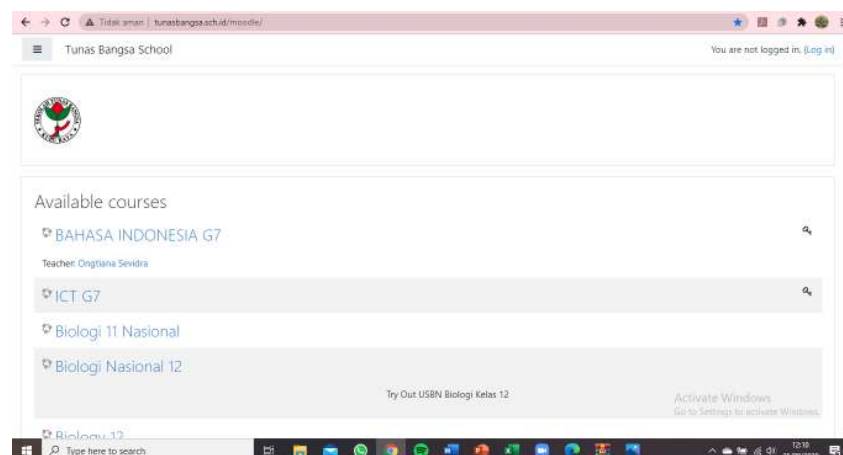 Tidak aman | tunasbangsa.sch.id/moodle/
Tunas Bangsa School
You are not logged in. (Log in)
Available courses
BAHASA INDONESIA G7
Teacher: Ongtiana Sevidra
ICT G7
Biologi 11 Nasional
Biologi Nasional 12
Try Out USBN Biologi Kelas 12
Activate Windows
Go to Settings to activate Windows.
Biology 12
Type here to search
12:10